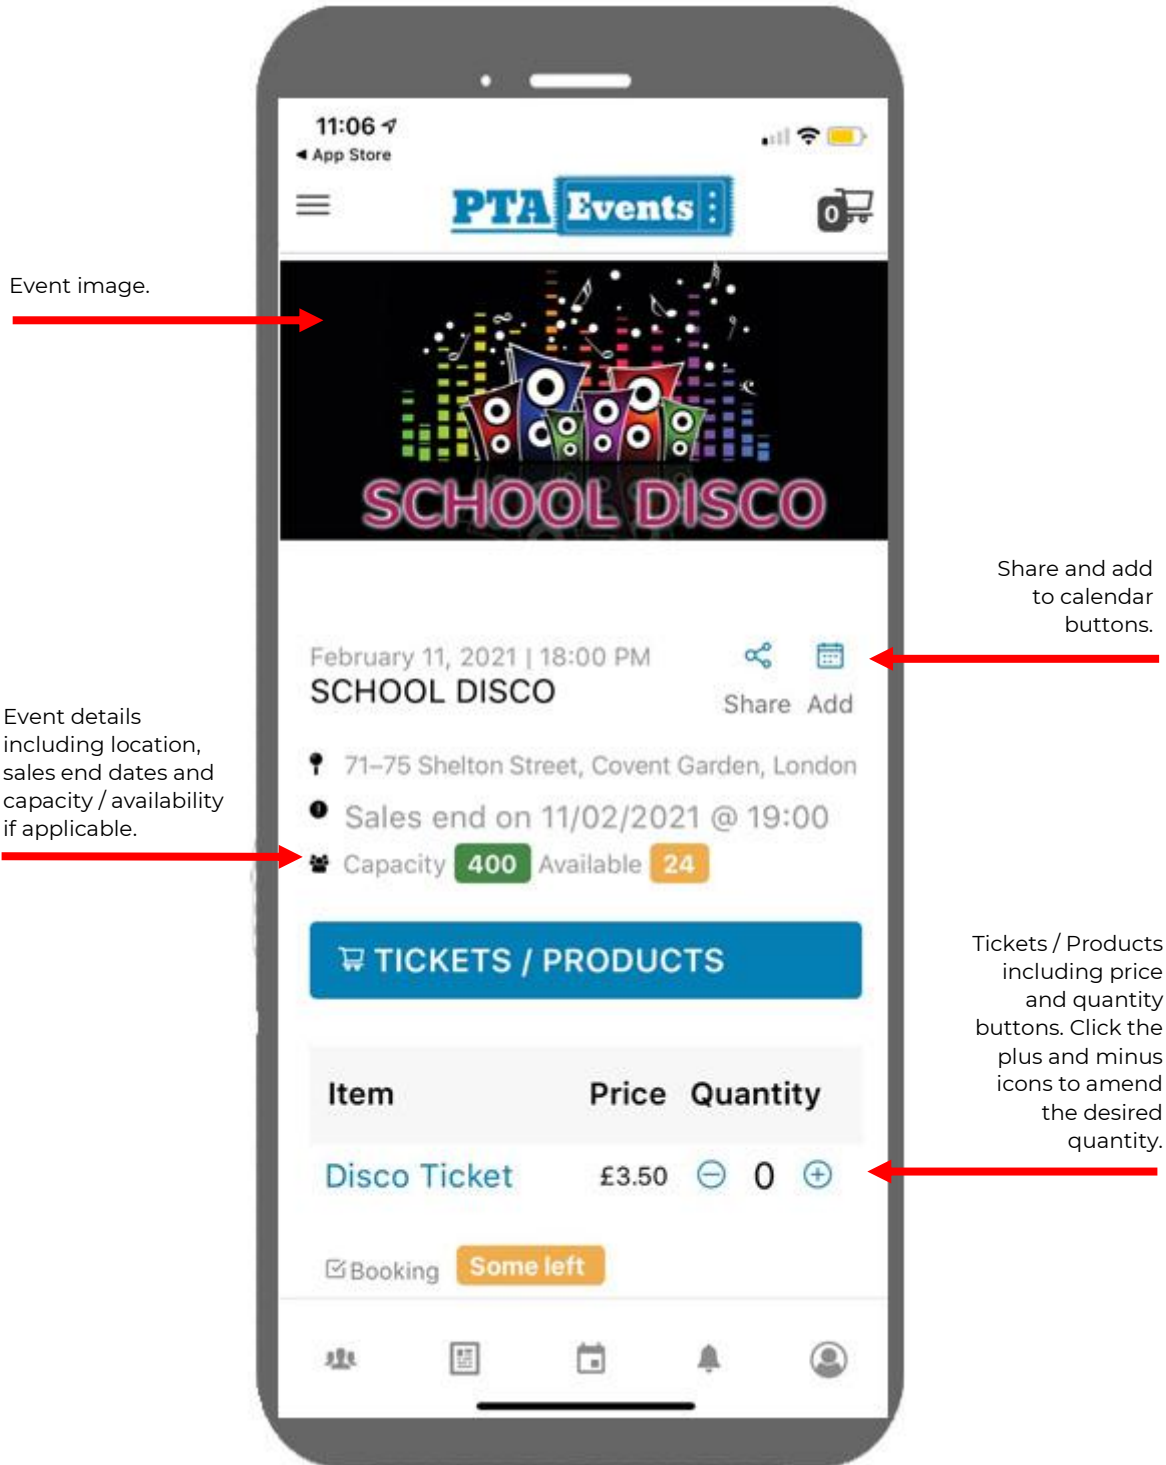 11:06
◄ App Store
PTA Events
0
Event image.
SCHOOL DISCO
Share and add
to calendar
buttons.
February 11, 2021 | 18:00 PM
SCHOOL DISCO
Share Add
Event details
including location,
sales end dates and
capacity / availability
if applicable.
71–75 Shelton Street, Covent Garden, London
Sales end on 11/02/2021 @ 19:00
Capacity 400 Available 24
TICKETS / PRODUCTS
Tickets / Products
including price
and quantity
buttons. Click the
plus and minus
icons to amend
the desired
quantity.
Item Price Quantity
Disco Ticket £3.50 0
Booking Some left